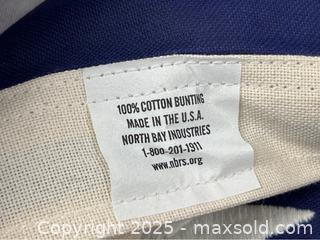 100% COTTON BUNTING
MADE IN THE U.S.A.
NORTH BAY INDUSTRIES
1-800-201-1911
www.nbrs.org
Copyright 2025 - maxsold.com